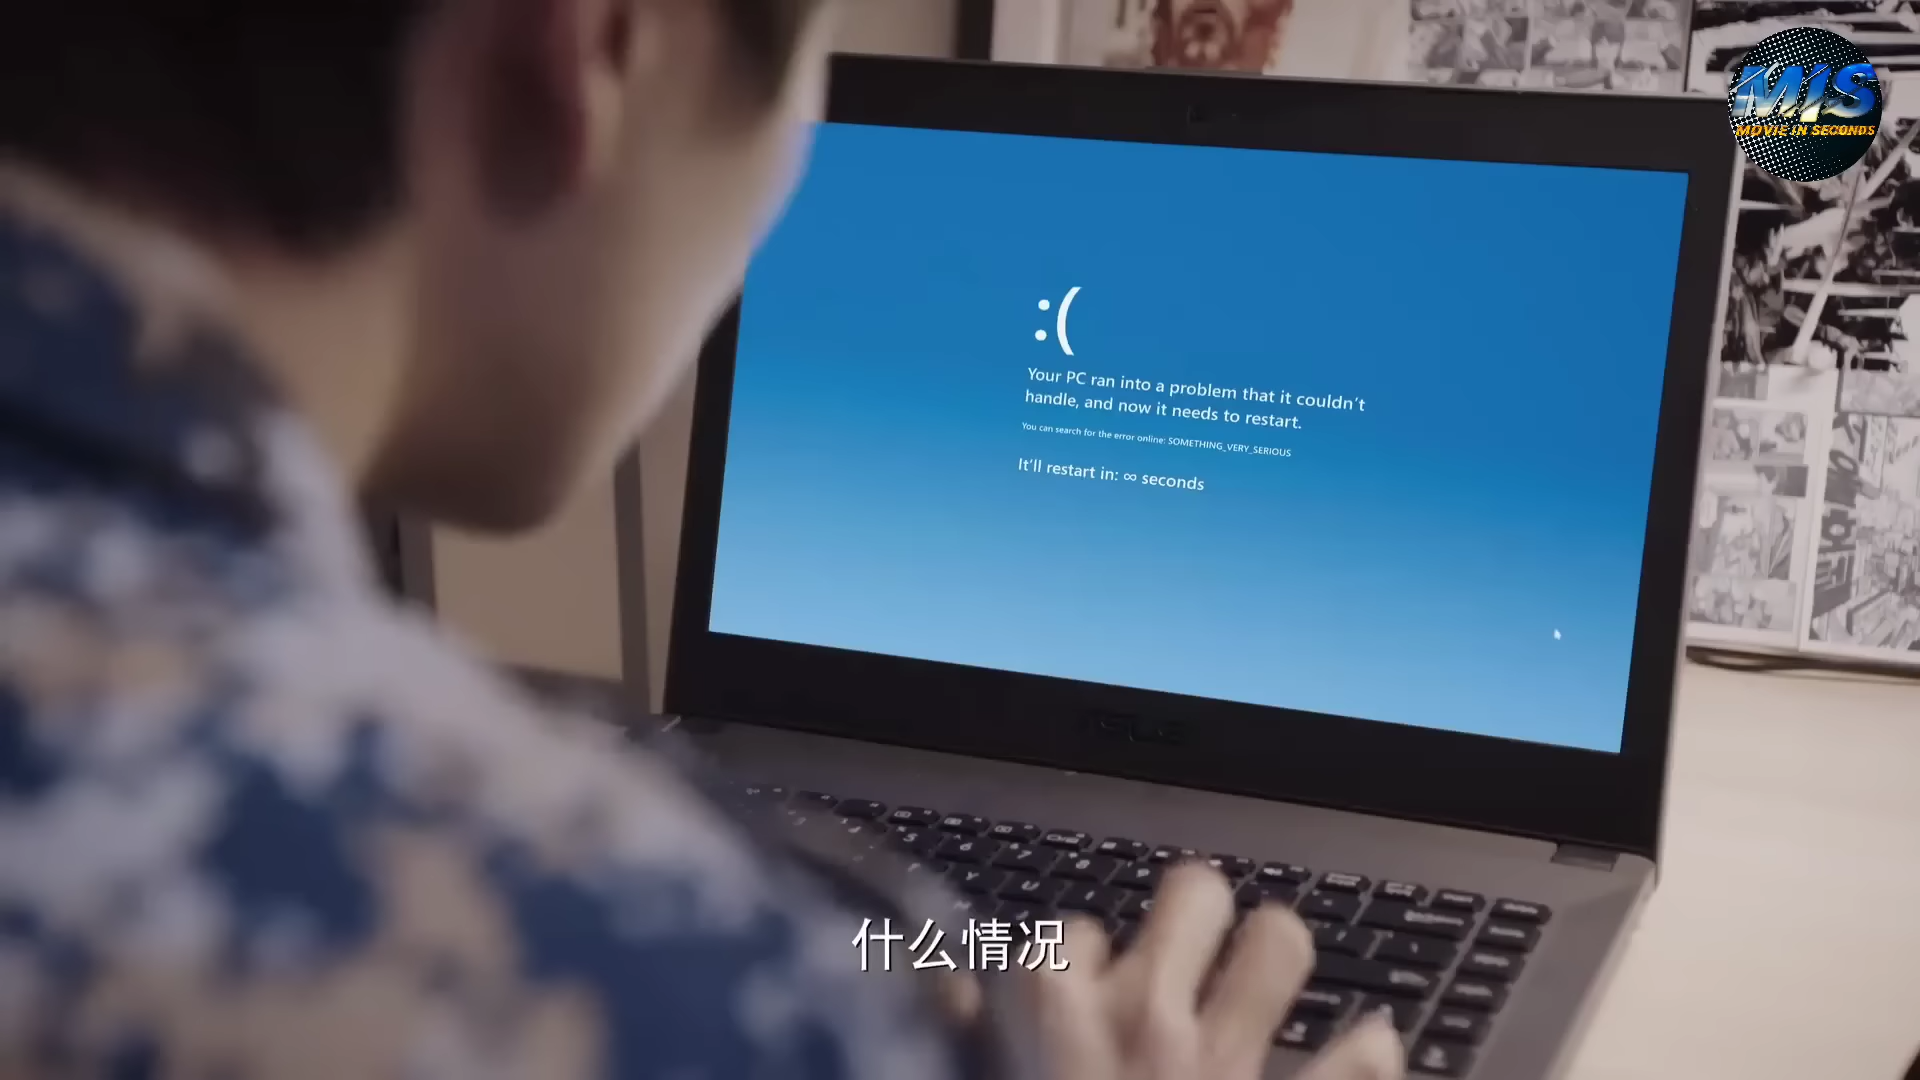 MIS
MOVIE IN SECONDS
:(
Your PC ran into a problem that it couldn't
handle, and now it needs to restart.
You can search for the error online: SOMETHING_VERY_SERIOUS
It'll restart in: ∞ seconds
什么情况